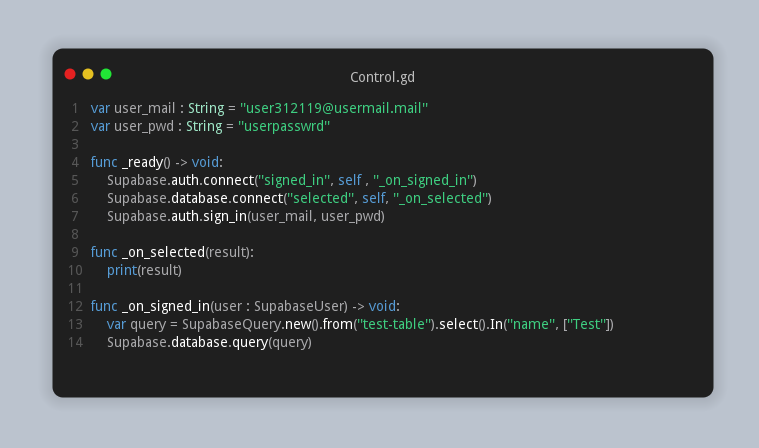 Control.gd
1 var user_mail : String = "user312119@usermail.mail"
2 var user_pwd : String = "userpasswrd"
3
4 func _ready() -> void:
5     Supabase.auth.connect("signed_in", self , "_on_signed_in")
6     Supabase.database.connect("selected", self, "_on_selected")
7     Supabase.auth.sign_in(user_mail, user_pwd)
8
9 func _on_selected(result):
10     print(result)
11
12 func _on_signed_in(user : SupabaseUser) -> void:
13     var query = SupabaseQuery.new().from("test-table").select().In("name", ["Test"])
14     Supabase.database.query(query)